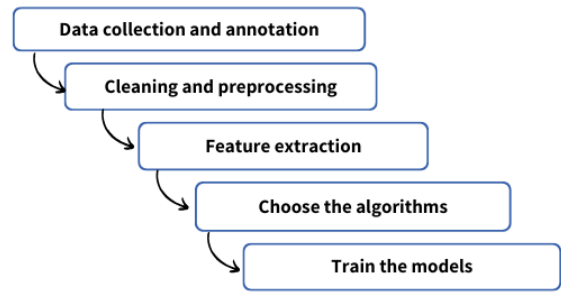 Data collection and annotation
Cleaning and preprocessing
Feature extraction
Choose the algorithms
Train the models